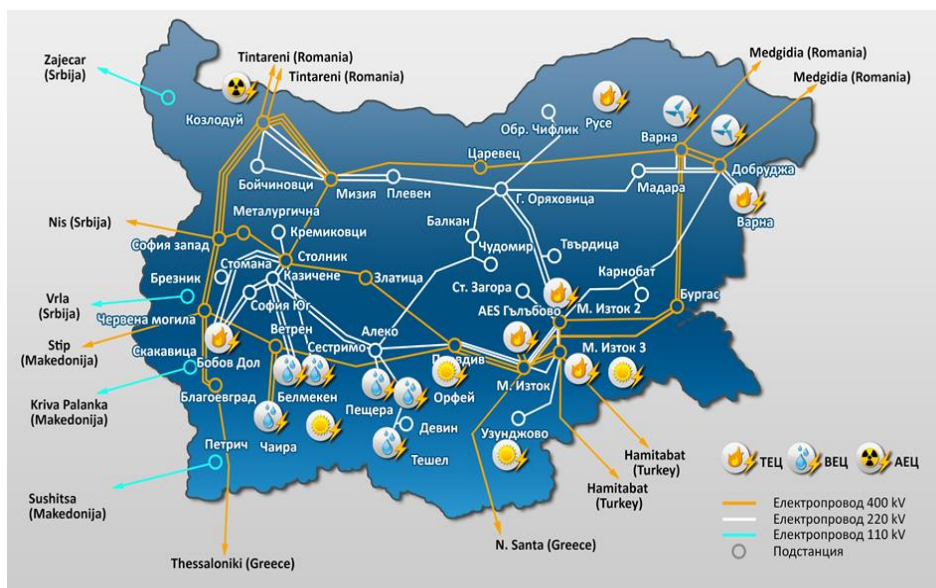 Zajecar
(Srbija)
Tintareni (Romania)
Tintareni (Romania)
Medgidia (Romania)
Medgidia (Romania)
Козлодуй
Обр. Чифлик
Русе
Варна
Царевец
Добруджа
Бойчиновци
Мизия
Плевен
Мадара
Г. Оряховица
Варна
Металургична
Кремиковци
Балкан
Nis (Srbija)
София запад
Столник
Чудомир
Твърдица
Стомана
Казичене
Златица
Карнобат
Брезник
Ст. Загора
Vrla
(Srbija)
София Юг
AES Гълъбово
М. Изток 2
Бургас
Червена могила
Ветрен
Алеко
Stip
(Makedonija)
Сестримо
Скакавица
Бобов Дол
Пловдив
М. Изток 3
М. Изток
Kriva Palanka
(Makedonija)
Благоевград
Белмекен
Пещера
Орфей
Чаира
Девин
Узунджово
Петрич
Тешел
Hamitabat
(Turkey)
ТЕЦ
ВЕЦ
АЕЦ
Sushitsa
(Makedonija)
Hamitabat
(Turkey)
Електропровод 400 kV
Електропровод 220 kV
Електропровод 110 kV
Подстанция
N. Santa (Greece)
Thessaloniki (Greece)